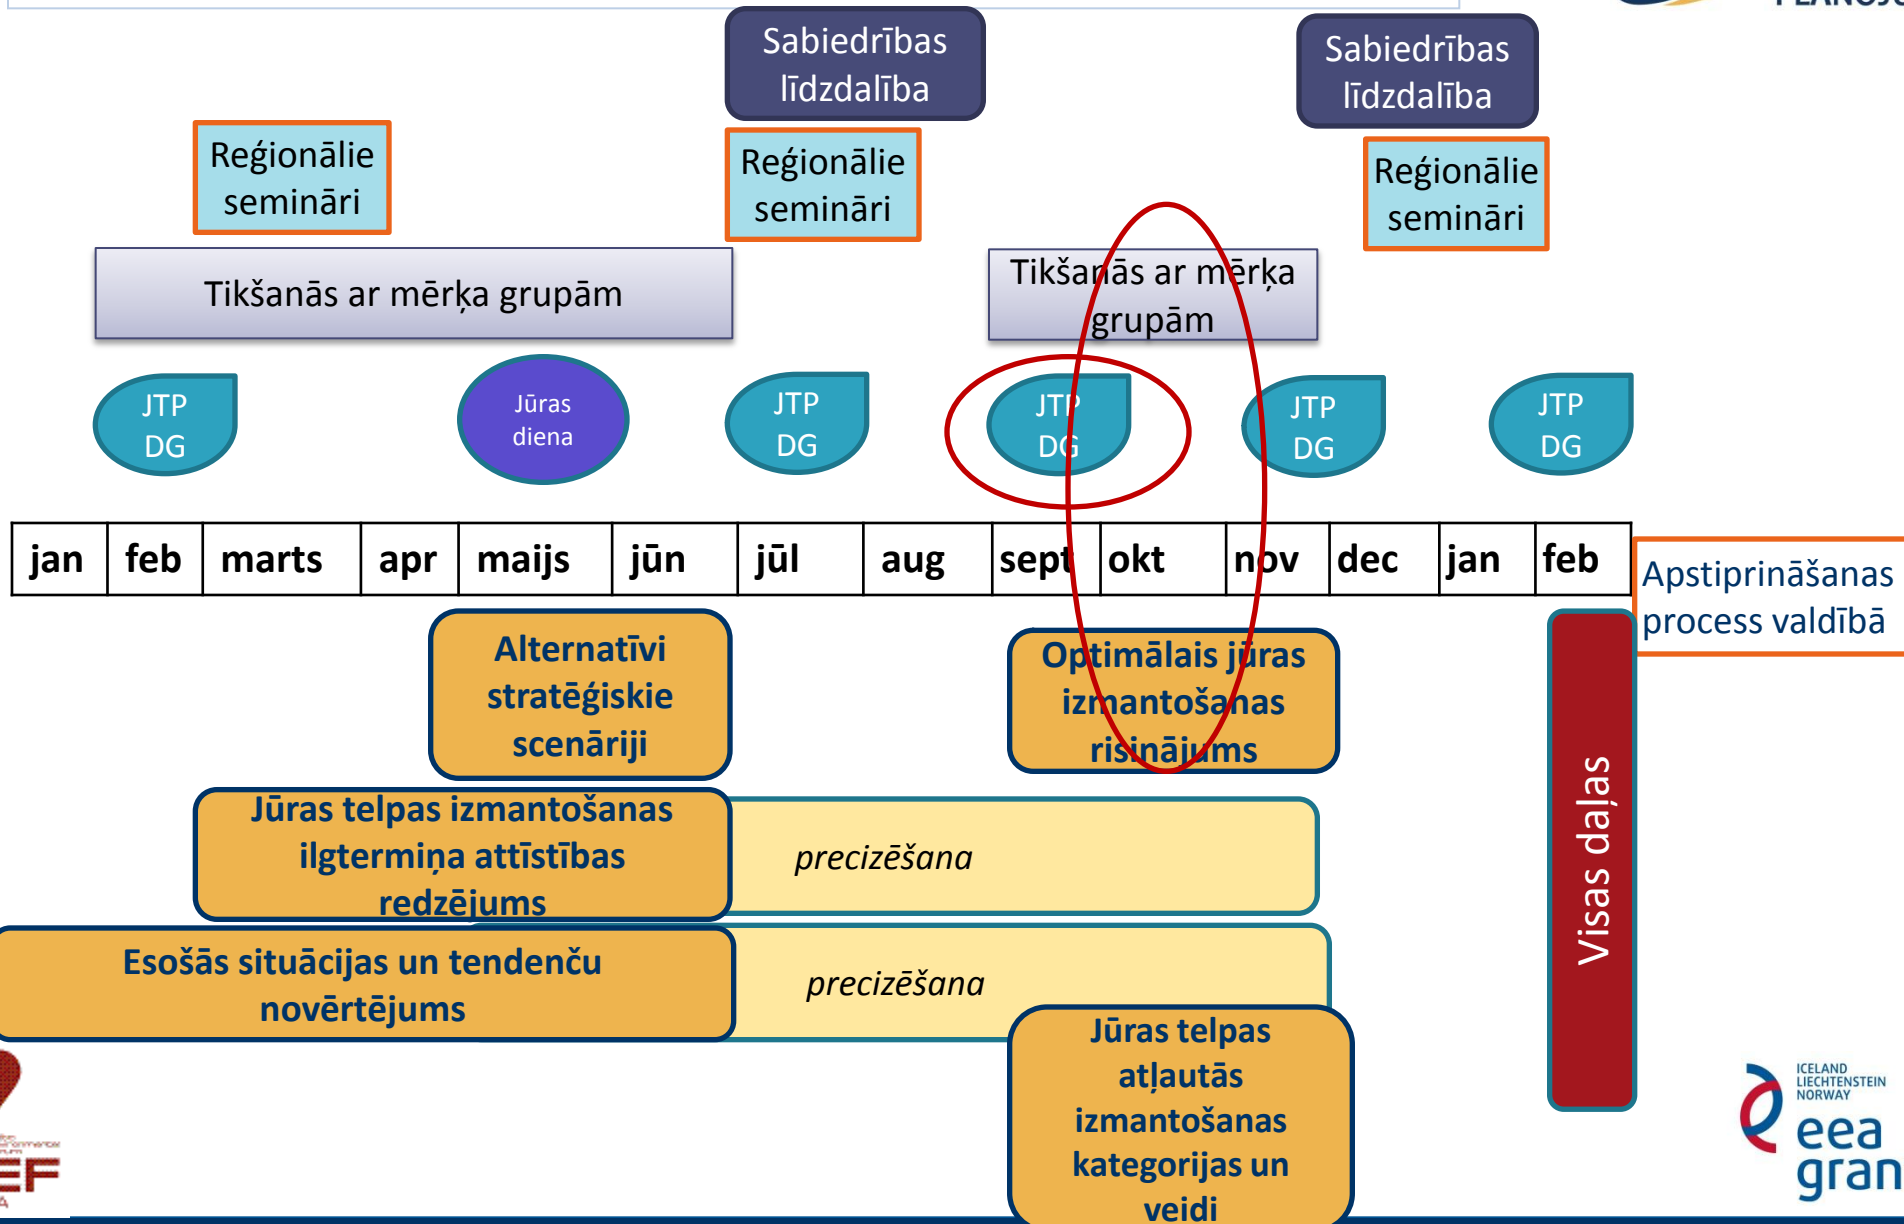 Sabiedrības
līdzdalība
Sabiedrības
līdzdalība
Reģionālie
semināri
Reģionālie
semināri
Reģionālie
semināri
Tikšanās ar mērķa grupām
Tikšanās ar mērķa
grupām
JTP
DG
Jūras
diena
JTP
DG
JTP
DG
JTP
DG
JTP
DG
jan feb marts apr maijs jūn jūl aug sept okt nov dec jan feb
Apstiprināšanas
process valdībā
Alternatīvi
stratēģiskie
scenāriji
Optimālais jūras
izmantošanas
risinājums
Jūras telpas izmantošanas
ilgtermiņa attīstības
redzējums
precizēšana
Esošās situācijas un tendenču
novērtējums
precizēšana
Jūras telpas
atļautās
izmantošanas
kategorijas un
veidi
Visas daļas
ICELAND
LIECHTENSTEIN
NORWAY
eea
gran